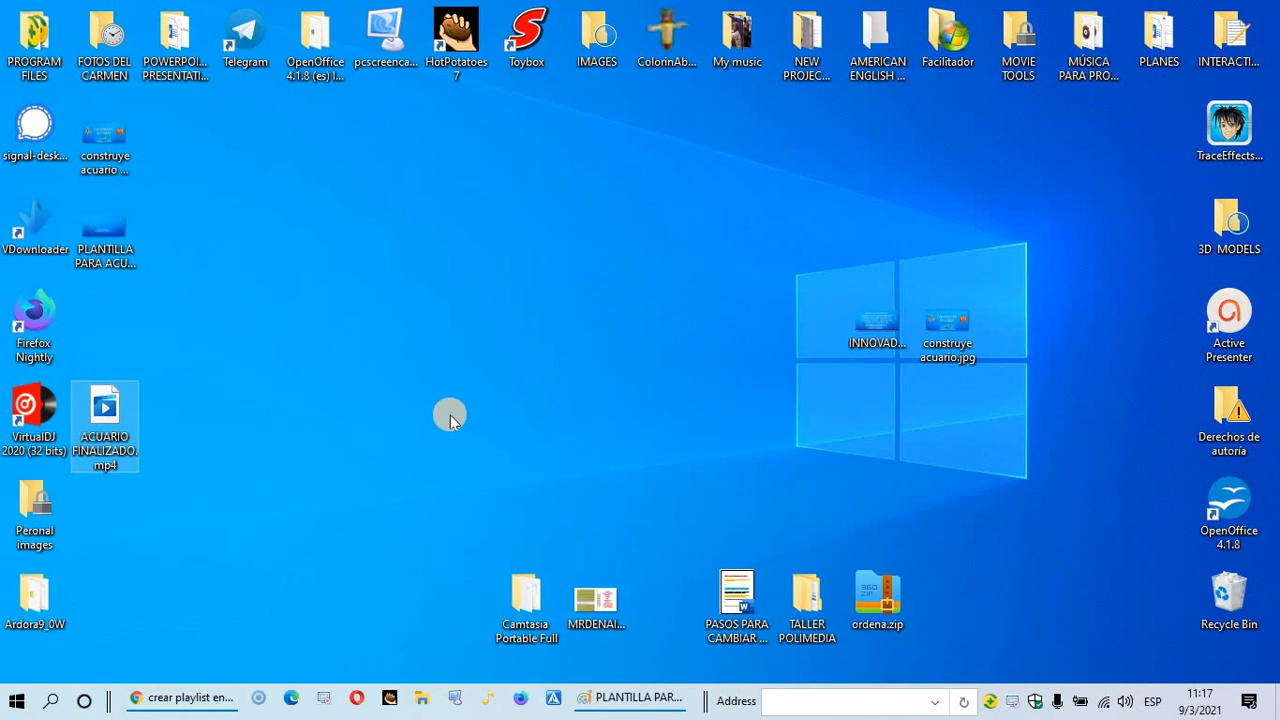 PROGRAM
FILES
FOTOS DEL
CARMEN
POWERPOI...
PRESENTATI...
Telegram
OpenOffice
4.1.8 (es) I...
pcscreenca...
HotPotatoes
7
Toybox
IMAGES
ColorinAb...
My music
NEW
PROJEC...
AMERICAN
ENGLISH ...
Facilitador
MOVIE
TOOLS
MÚSICA
PARA PRO...
PLANES
INTERACTI...
signal-desk...
construye
acuario ...
TraceEffects...
VDownloader
PLANTILLA
PARA ACU...
3D MODELS
Firefox
Nightly
INNOVAD...
construye
acuario.jpg
Active
Presenter
VirtualDJ
2020 (32 bits)
ACUARIO
FINALIZADO.
mp4
Derechos de
autoría
Peronal
images
OpenOffice
4.1.8
Ardora9_0W
Camtasia
Portable Full
MRDENAI...
PASOS PARA
CAMBIAR ...
TALLER
POLIMEDIA
360
ZIP
ordena.zip
Recycle Bin
crear playlist en...
PLANTILLA PAR...
Address
ESP
11:17
9/3/2021